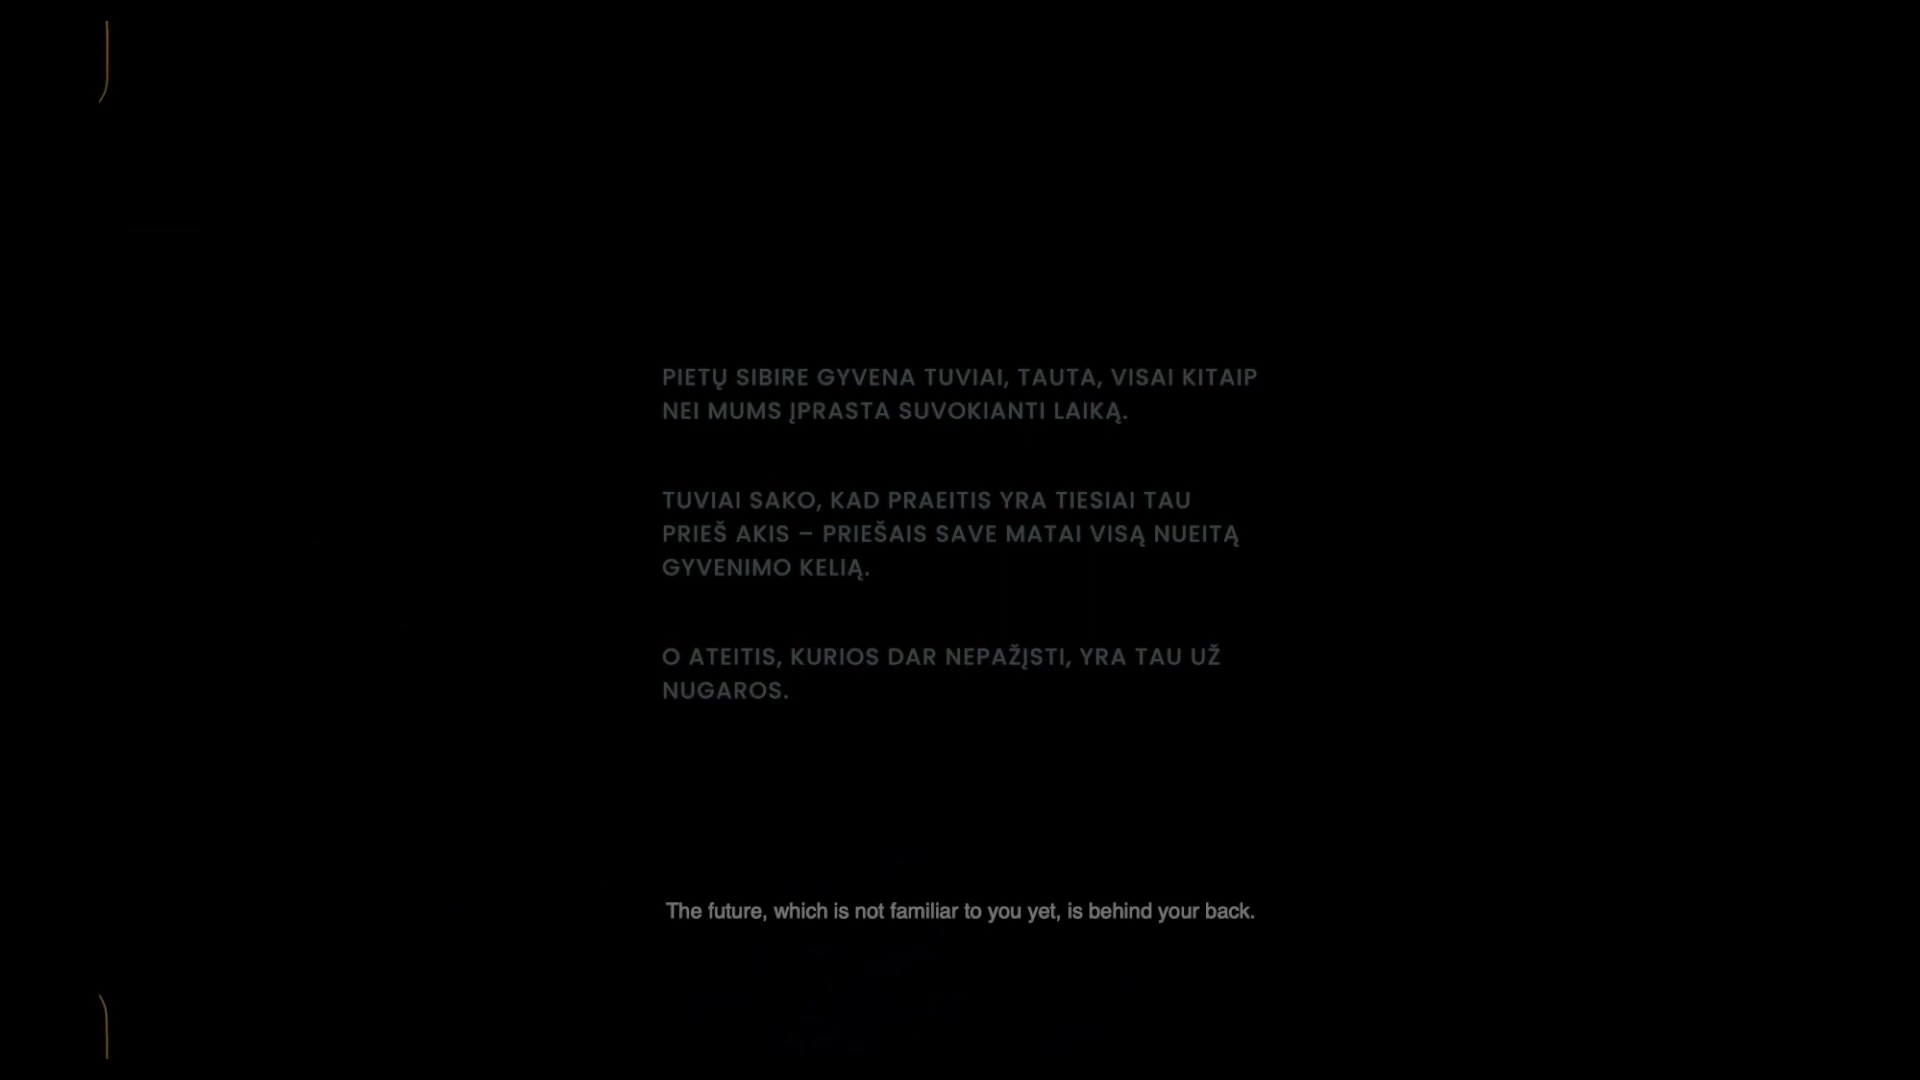 PIETŲ SIBIRE GYVENA TUVIAI, TAUTA, VISAI KITAIP
NEI MUMS ĮPRASTA SUVOKIANTI LAIKĄ.
TUVIAI SAKO, KAD PRAEITIS YRA TIESIAI TAU
PRIEŠ AKIS – PRIEŠAIS SAVE MATAI VISĄ NUEITĄ
GYVENIMO KELIĄ.
O ATEITIS, KURIOS DAR NEPAŽĮSTI, YRA TAU UŽ
NUGAROS.
The future, which is not familiar to you yet, is behind your back.